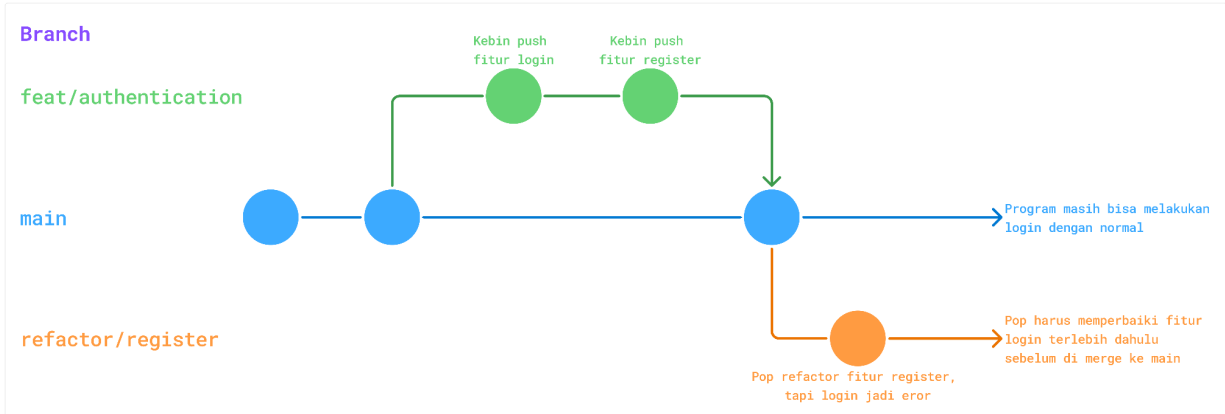 Branch
Kebin push
fitur login
Kebin push
fitur register
feat/authentication
main
Program masih bisa melakukan
login dengan normal
refactor/register
Pop harus memperbaiki fitur
login terlebih dahulu
sebelum di merge ke main
Pop refactor fitur register,
tapi login jadi eror